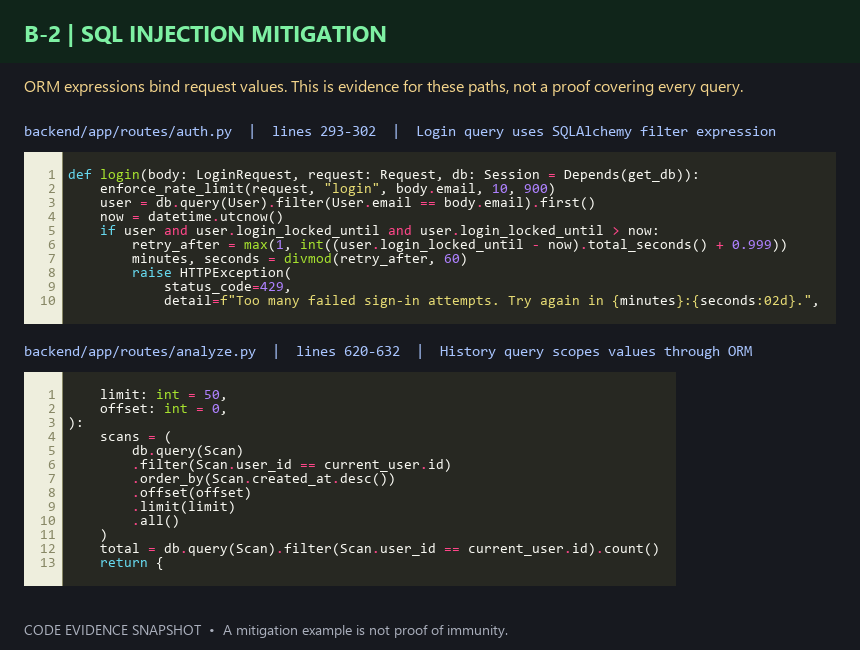 B-2 | SQL INJECTION MITIGATION
ORM expressions bind request values. This is evidence for these paths, not a proof covering every query.
backend/app/routes/auth.py | lines 293-302 | Login query uses SQLAlchemy filter expression
1 def login(body: LoginRequest, request: Request, db: Session = Depends(get_db)):
2     enforce_rate_limit(request, "login", body.email, 10, 900)
3     user = db.query(User).filter(User.email == body.email).first()
4     now = datetime.utcnow()
5     if user and user.login_locked_until and user.login_locked_until > now:
6         retry_after = max(1, int((user.login_locked_until - now).total_seconds() + 0.999))
7         minutes, seconds = divmod(retry_after, 60)
8         raise HTTPException(
9             status_code=429,
10             detail=f"Too many failed sign-in attempts. Try again in {minutes}:{seconds:02d}.",
backend/app/routes/analyze.py | lines 620-632 | History query scopes values through ORM
1     limit: int = 50,
2     offset: int = 0,
3 ):
4     scans = (
5         db.query(Scan)
6         .filter(Scan.user_id == current_user.id)
7         .order_by(Scan.created_at.desc())
8         .offset(offset)
9         .limit(limit)
10         .all()
11     )
12     total = db.query(Scan).filter(Scan.user_id == current_user.id).count()
13     return {
CODE EVIDENCE SNAPSHOT • A mitigation example is not proof of immunity.